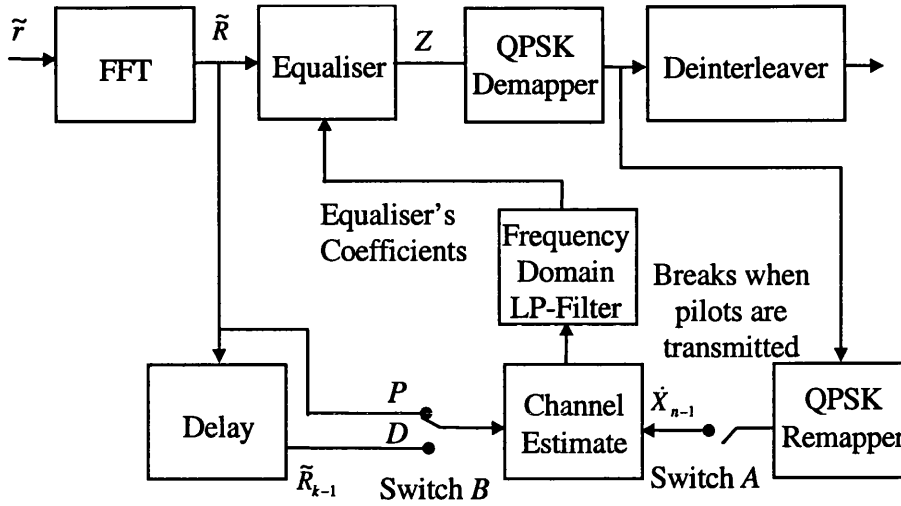 r̃
FFT
R̃
Equaliser
Z
QPSK
Demapper
Deinterleaver
Equaliser's
Coefficients
Frequency
Domain
LP-Filter
Breaks when
pilots are
transmitted
Delay
P
D
R̃ₖ₋₁
Switch B
Channel
Estimate
Ẋₙ₋₁
Switch A
QPSK
Remapper